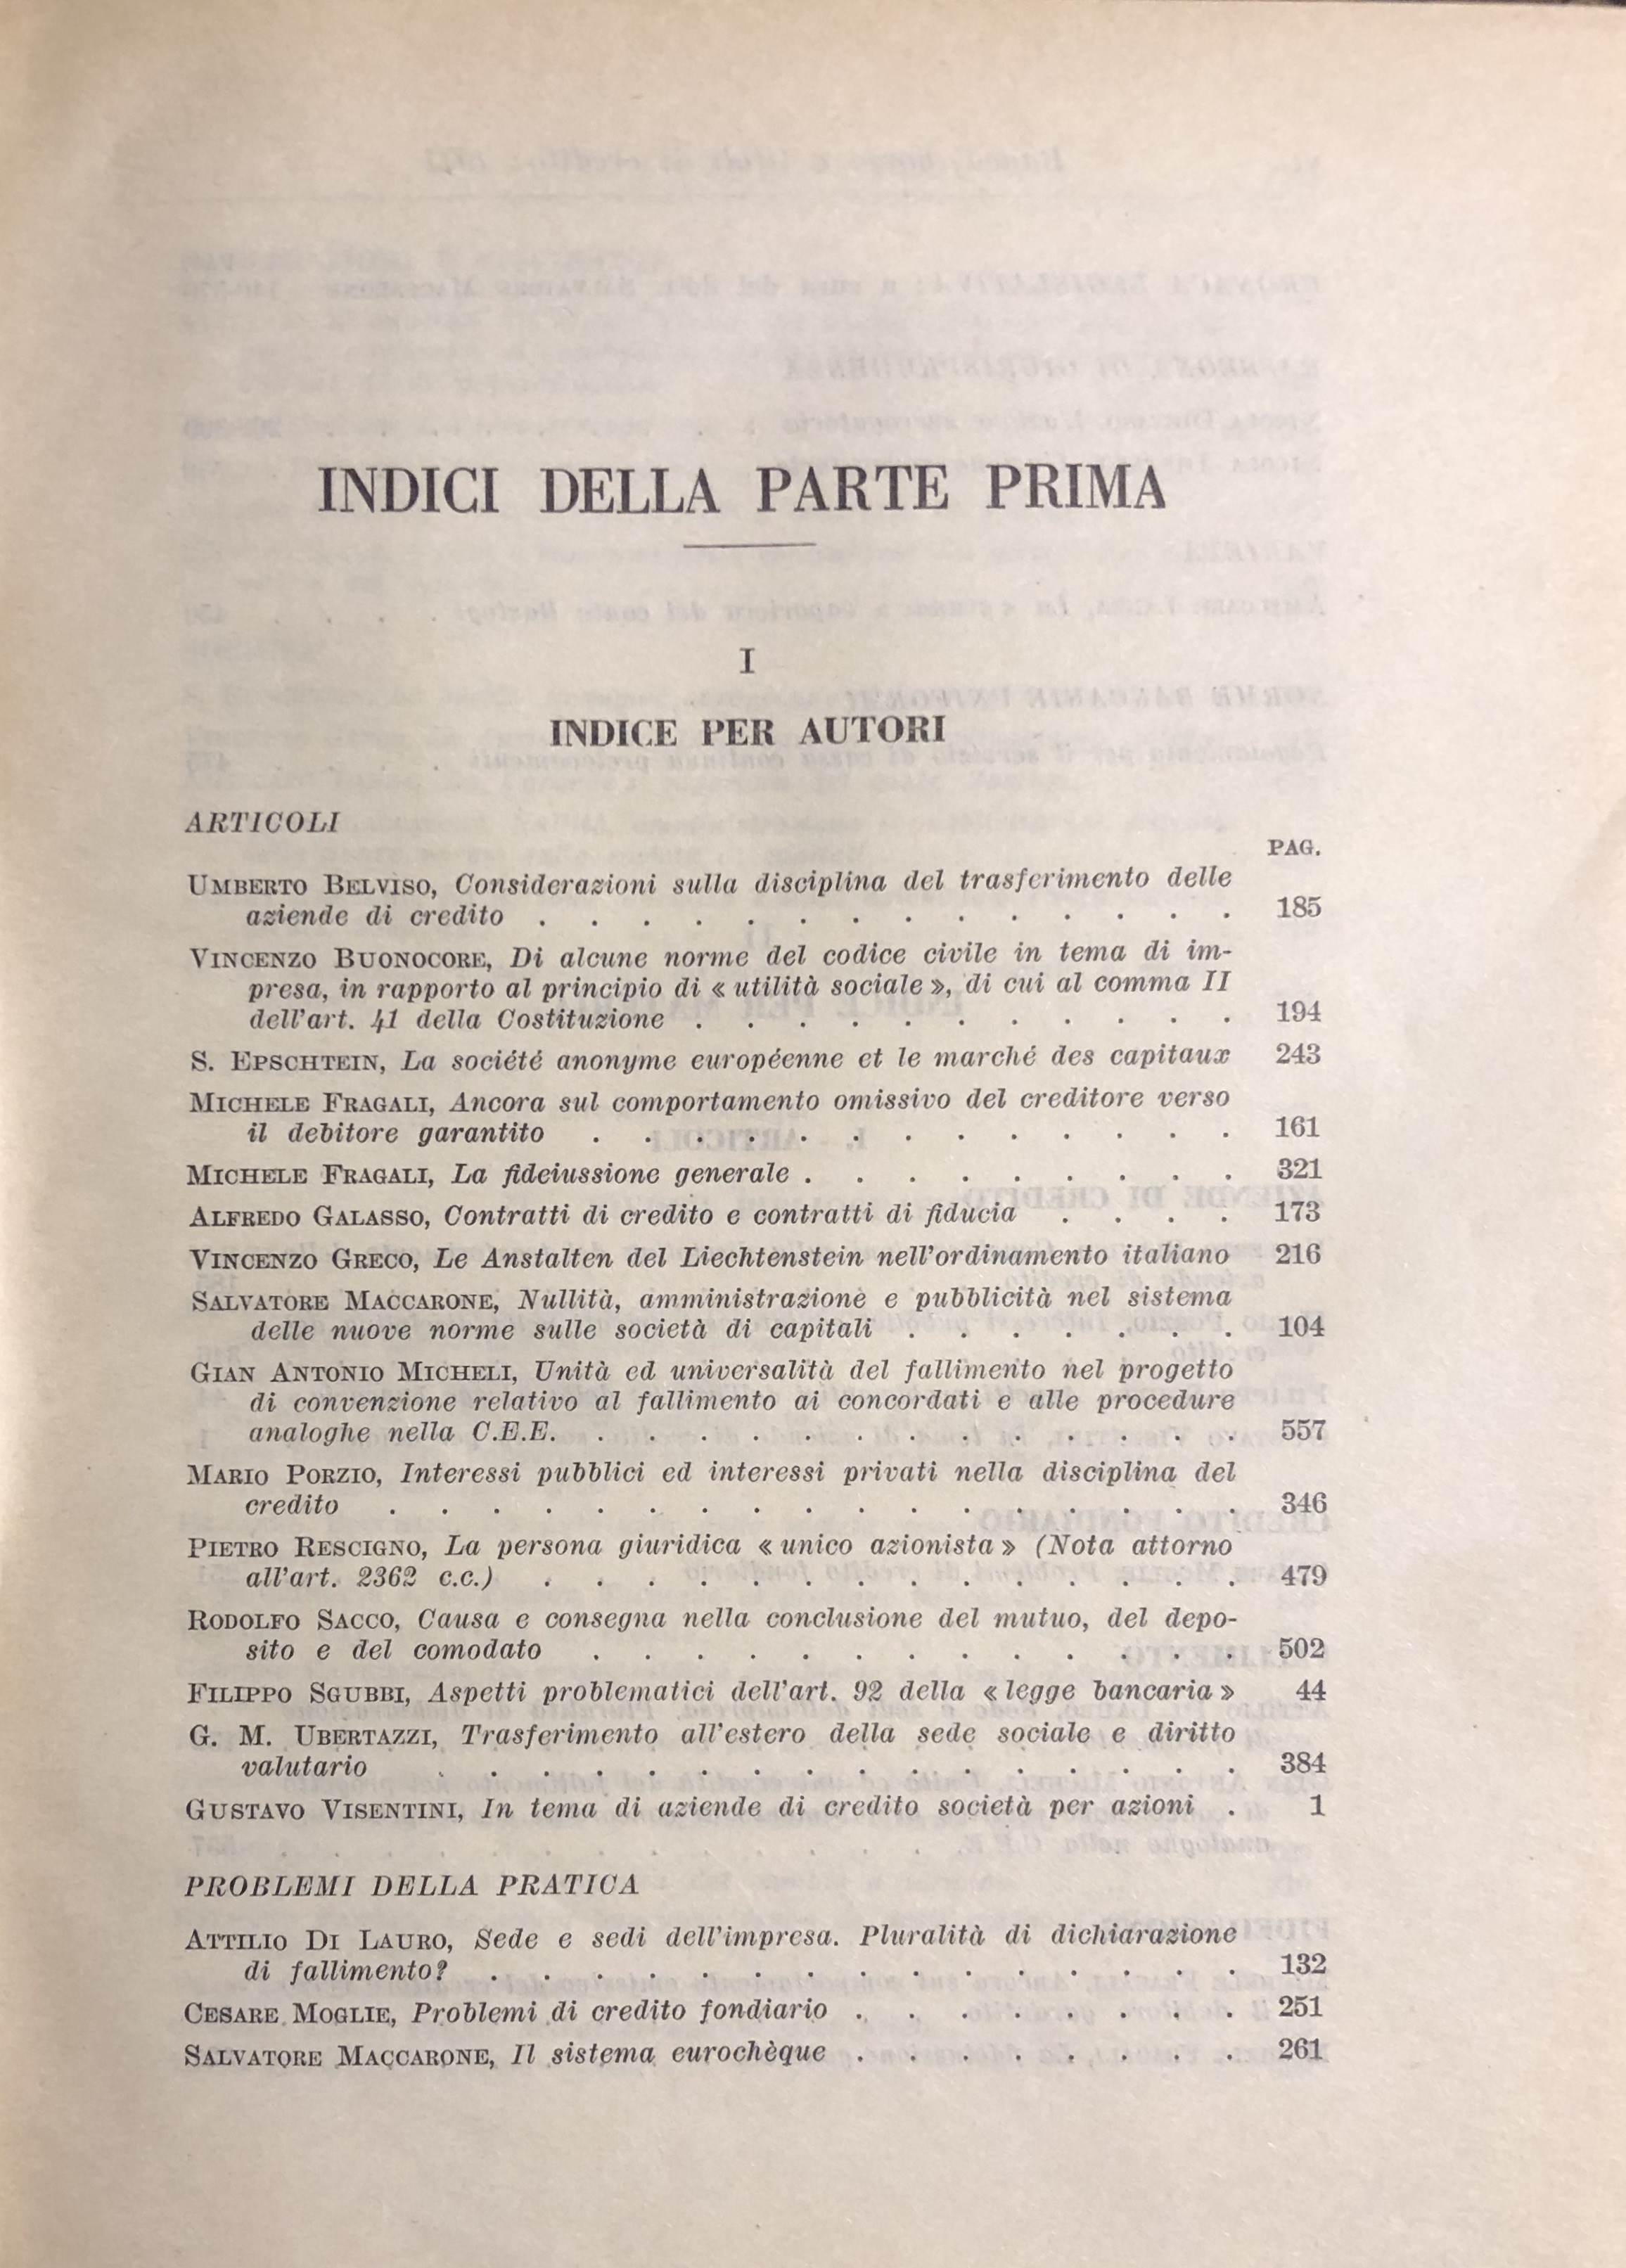 INDICI DELLA PARTE PRIMA
I
INDICE PER AUTORI
ARTICOLI
PAG.
UMBERTO BELVISO, Considerazioni sulla disciplina del trasferimento delle
aziende di credito . . . . . . . . . . . . . . 185
VINCENZO BUONOCORE, Di alcune norme del codice civile in tema di im-
presa, in rapporto al principio di « utilità sociale », di cui al comma II
dell'art. 41 della Costituzione . . . . . . . . . . . 194
S. EPSCHTEIN, La société anonyme européenne et le marché des capitaux 243
MICHELE FRAGALI, Ancora sul comportamento omissivo del creditore verso
il debitore garantito . . . . . . . . . . . . . 161
MICHELE FRAGALI, La fideiussione generale . . . . . . . . . 321
ALFREDO GALASSO, Contratti di credito e contratti di fiducia . . . . 173
VINCENZO GRECO, Le Anstalten del Liechtenstein nell'ordinamento italiano 216
SALVATORE MACCARONE, Nullità, amministrazione e pubblicità nel sistema
delle nuove norme sulle società di capitali . . . . . . . 104
GIAN ANTONIO MICHELI, Unità ed universalità del fallimento nel progetto
di convenzione relativo al fallimento ai concordati e alle procedure
analoghe nella C.E.E. . . . . . . . . . . . . . 557
MARIO PORZIO, Interessi pubblici ed interessi privati nella disciplina del
credito . . . . . . . . . . . . . . . . . 346
PIETRO RESCIGNO, La persona giuridica « unico azionista » (Nota attorno
all'art. 2362 c.c.) . . . . . . . . . . . . . . 479
RODOLFO SACCO, Causa e consegna nella conclusione del mutuo, del depo-
sito e del comodato . . . . . . . . . . . . . 502
FILIPPO SGUBBI, Aspetti problematici dell'art. 92 della « legge bancaria » 44
G. M. UBERTAZZI, Trasferimento all'estero della sede sociale e diritto
valutario . . . . . . . . . . . . . . . . 384
GUSTAVO VISENTINI, In tema di aziende di credito società per azioni . 1
PROBLEMI DELLA PRATICA
ATTILIO DI LAURO, Sede e sedi dell'impresa. Pluralità di dichiarazione
di fallimento? . . . . . . . . . . . . . . . 132
CESARE MOGLIE, Problemi di credito fondiario . . . . . . . . 251
SALVATORE MACCARONE, Il sistema eurochèque . . . . . . . . 261